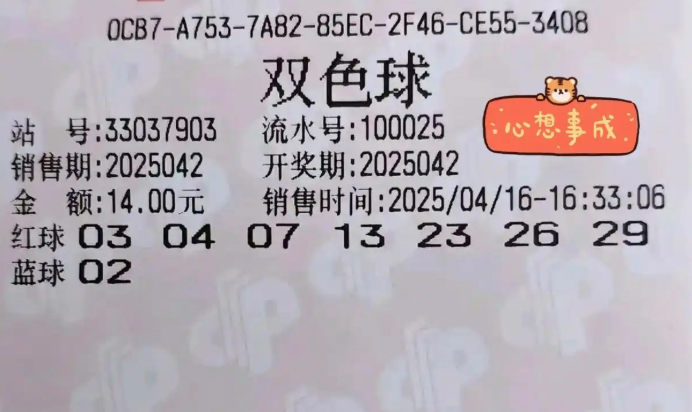 0CB7-A753-7A82-85EC-2F46-CE55-3408
双色球
心想事成
站 号:33037903 流水号:100025
销售期:2025042 开奖期:2025042
金 额:14.00元 销售时间:2025/04/16-16:33:06
红球 03 04 07 13 23 26 29
蓝球 02